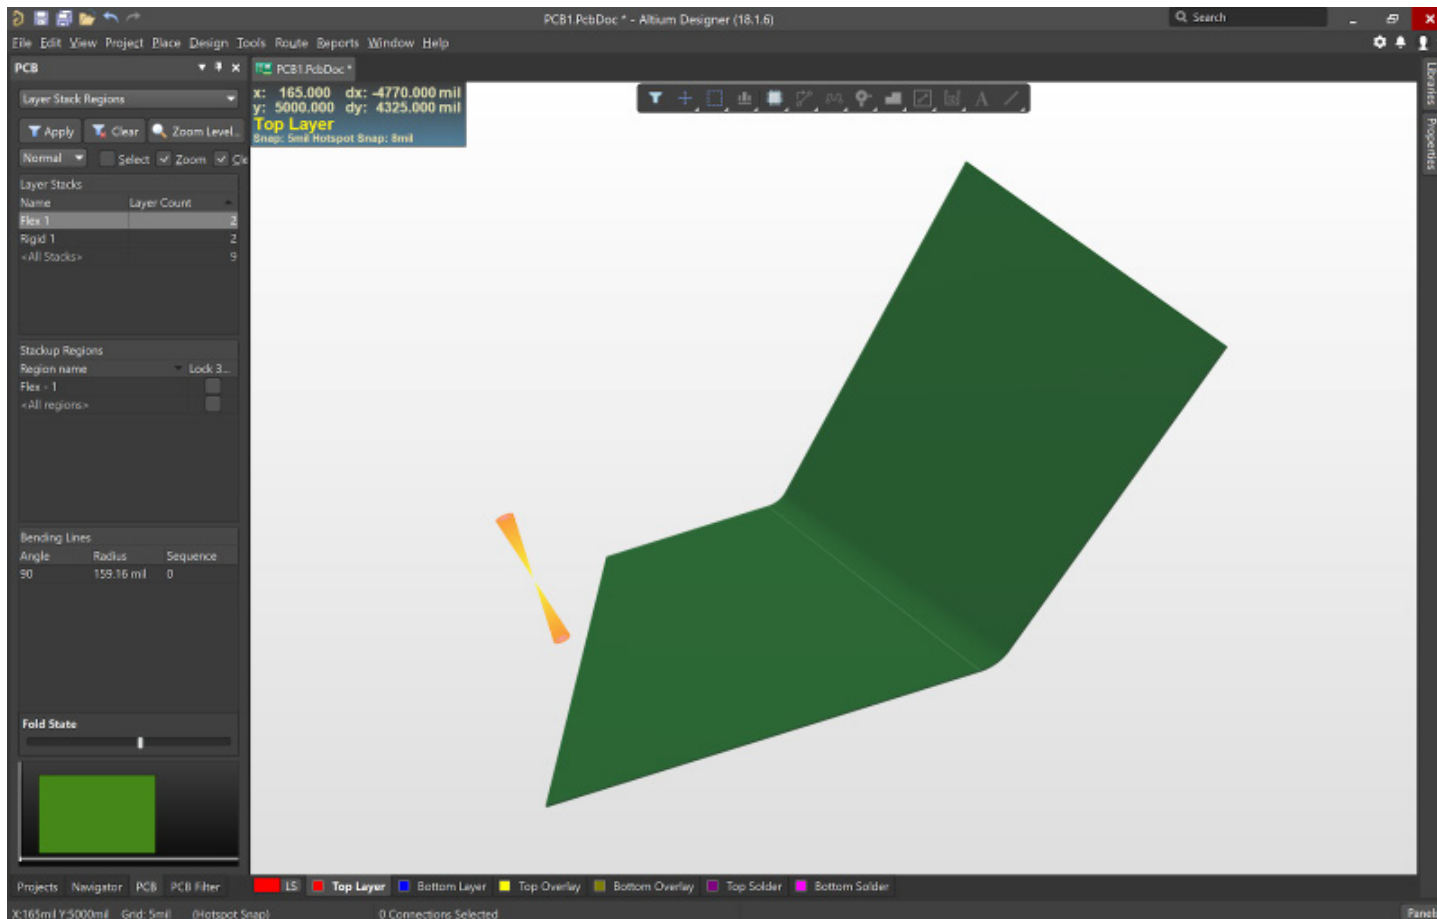 PCB1.PcbDoc * - Altium Designer (18.1.6)
Search
File Edit View Project Place Design Tools Route Reports Window Help
PCB
PCB1.PcbDoc *
Layer Stack Regions
x: 165.000 dx: -4770.000 mil
y: 5000.000 dy: 4325.000 mil
Top Layer
Snap: 5mil Hotspot Snap: 8mil
Apply Clear Zoom Level...
Normal Select Zoom Cle
Layer Stacks
Name Layer Count
Flex 1 2
Rigid 1 2
<All Stacks> 9
Stackup Regions
Region name Lock 3...
Flex - 1
<All regions>
Bending Lines
Angle Radius Sequence
90 159.16 mil 0
Fold State
Libraries
Properties
Projects Navigator PCB PCB Filter
LS Top Layer Bottom Layer Top Overlay Bottom Overlay Top Solder Bottom Solder
X:165mil Y:5000mil Grid: 5mil (Hotspot Snap) 0 Connections Selected Panels